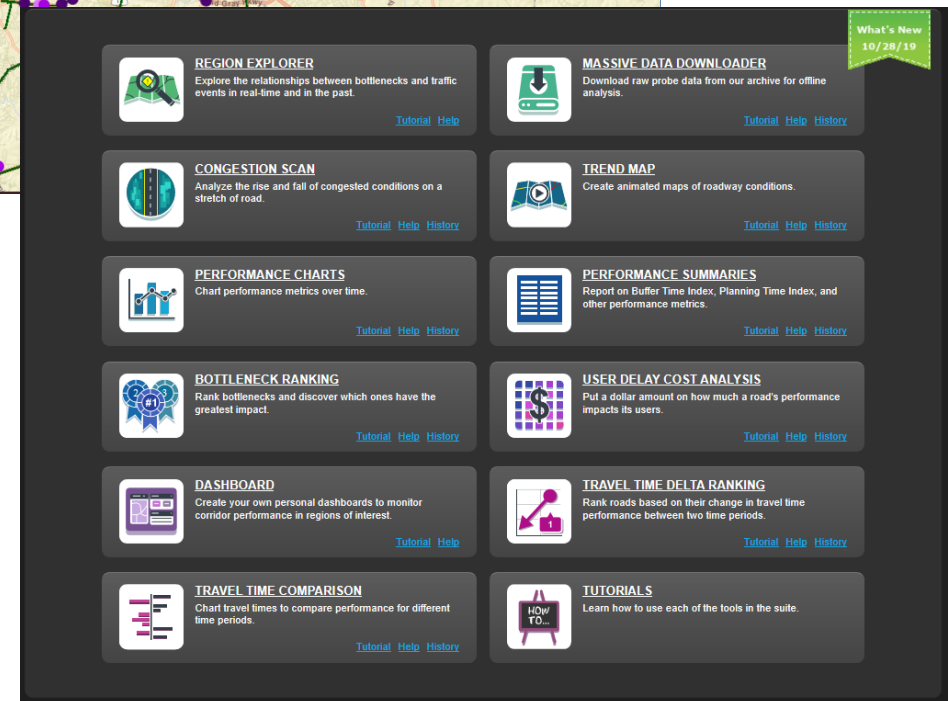 d Gray Pkwy
What's New
10/28/19
REGION EXPLORER
Explore the relationships between bottlenecks and traffic
events in real-time and in the past.
Tutorial Help
MASSIVE DATA DOWNLOADER
Download raw probe data from our archive for offline
analysis.
Tutorial Help History
CONGESTION SCAN
Analyze the rise and fall of congested conditions on a
stretch of road.
Tutorial Help History
TREND MAP
Create animated maps of roadway conditions.
Tutorial Help History
PERFORMANCE CHARTS
Chart performance metrics over time.
Tutorial Help History
PERFORMANCE SUMMARIES
Report on Buffer Time Index, Planning Time Index, and
other performance metrics.
Tutorial Help History
2 3
#1
BOTTLENECK RANKING
Rank bottlenecks and discover which ones have the
greatest impact.
Tutorial Help History
$
USER DELAY COST ANALYSIS
Put a dollar amount on how much a road's performance
impacts its users.
Tutorial Help History
DASHBOARD
Create your own personal dashboards to monitor
corridor performance in regions of interest.
Tutorial Help
1
TRAVEL TIME DELTA RANKING
Rank roads based on their change in travel time
performance between two time periods.
Tutorial Help History
TRAVEL TIME COMPARISON
Chart travel times to compare performance for different
time periods.
Tutorial Help History
HOW
TO...
TUTORIALS
Learn how to use each of the tools in the suite.